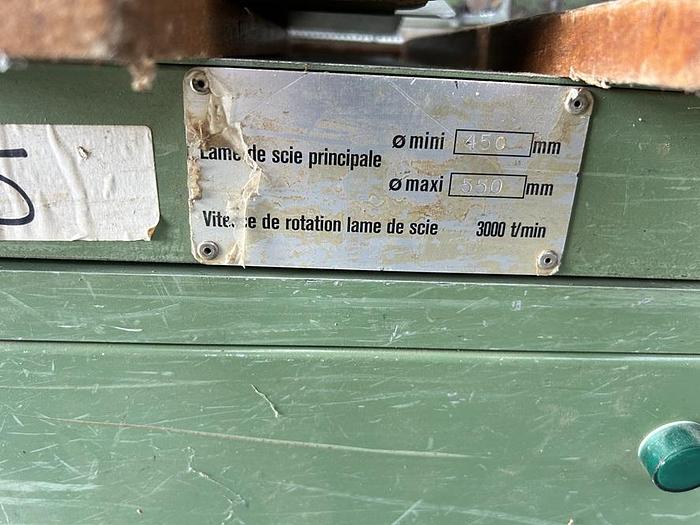 ø mini 450 mm
Lame de scie principale
ø maxi 550 mm
Vitesse de rotation lame de scie 3000 t/min